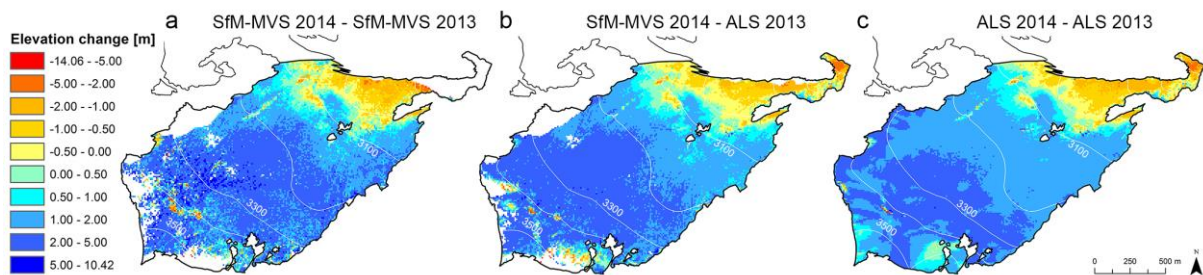 a SfM-MVS 2014 - SfM-MVS 2013
b SfM-MVS 2014 - ALS 2013
c ALS 2014 - ALS 2013
Elevation change [m]
-14.06 - -5.00
-5.00 - -2.00
-2.00 - -1.00
-1.00 - -0.50
-0.50 - 0.00
0.00 - 0.50
0.50 - 1.00
1.00 - 2.00
2.00 - 5.00
5.00 - 10.42
3100
3300
3500
3100
3300
3500
3100
3300
3500
0 250 500 m
N